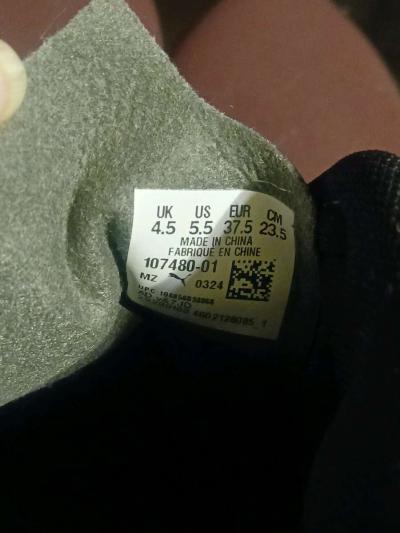 UK US EUR CM
4.5 5.5 37.5 23.5
MADE IN CHINA
FABRIQUE EN CHINE
107480-01
MZ 0324
UPC